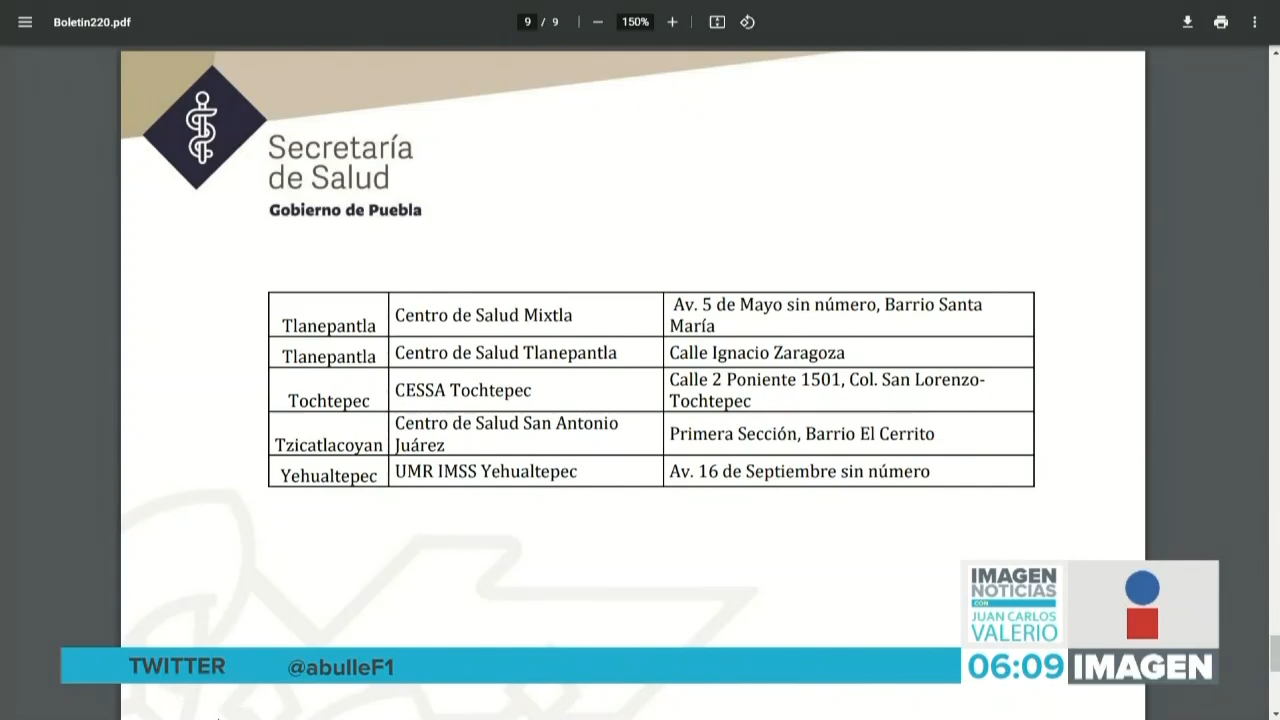 Boletin220.pdf
9 / 9
150%
Secretaría
de Salud
Gobierno de Puebla
Tlanepantla
Centro de Salud Mixtla
Av. 5 de Mayo sin número, Barrio Santa
María
Tlanepantla
Centro de Salud Tlanepantla
Calle Ignacio Zaragoza
Tochtepec
CESSA Tochtepec
Calle 2 Poniente 1501, Col. San Lorenzo-
Tochtepec
Tzicatlacoyan
Centro de Salud San Antonio
Juárez
Primera Sección, Barrio El Cerrito
Yehualtepec
UMR IMSS Yehualtepec
Av. 16 de Septiembre sin número
IMAGEN
NOTICIAS
CON
JUAN CARLOS
VALERIO
TWITTER @abulleF1
06:09 IMAGEN